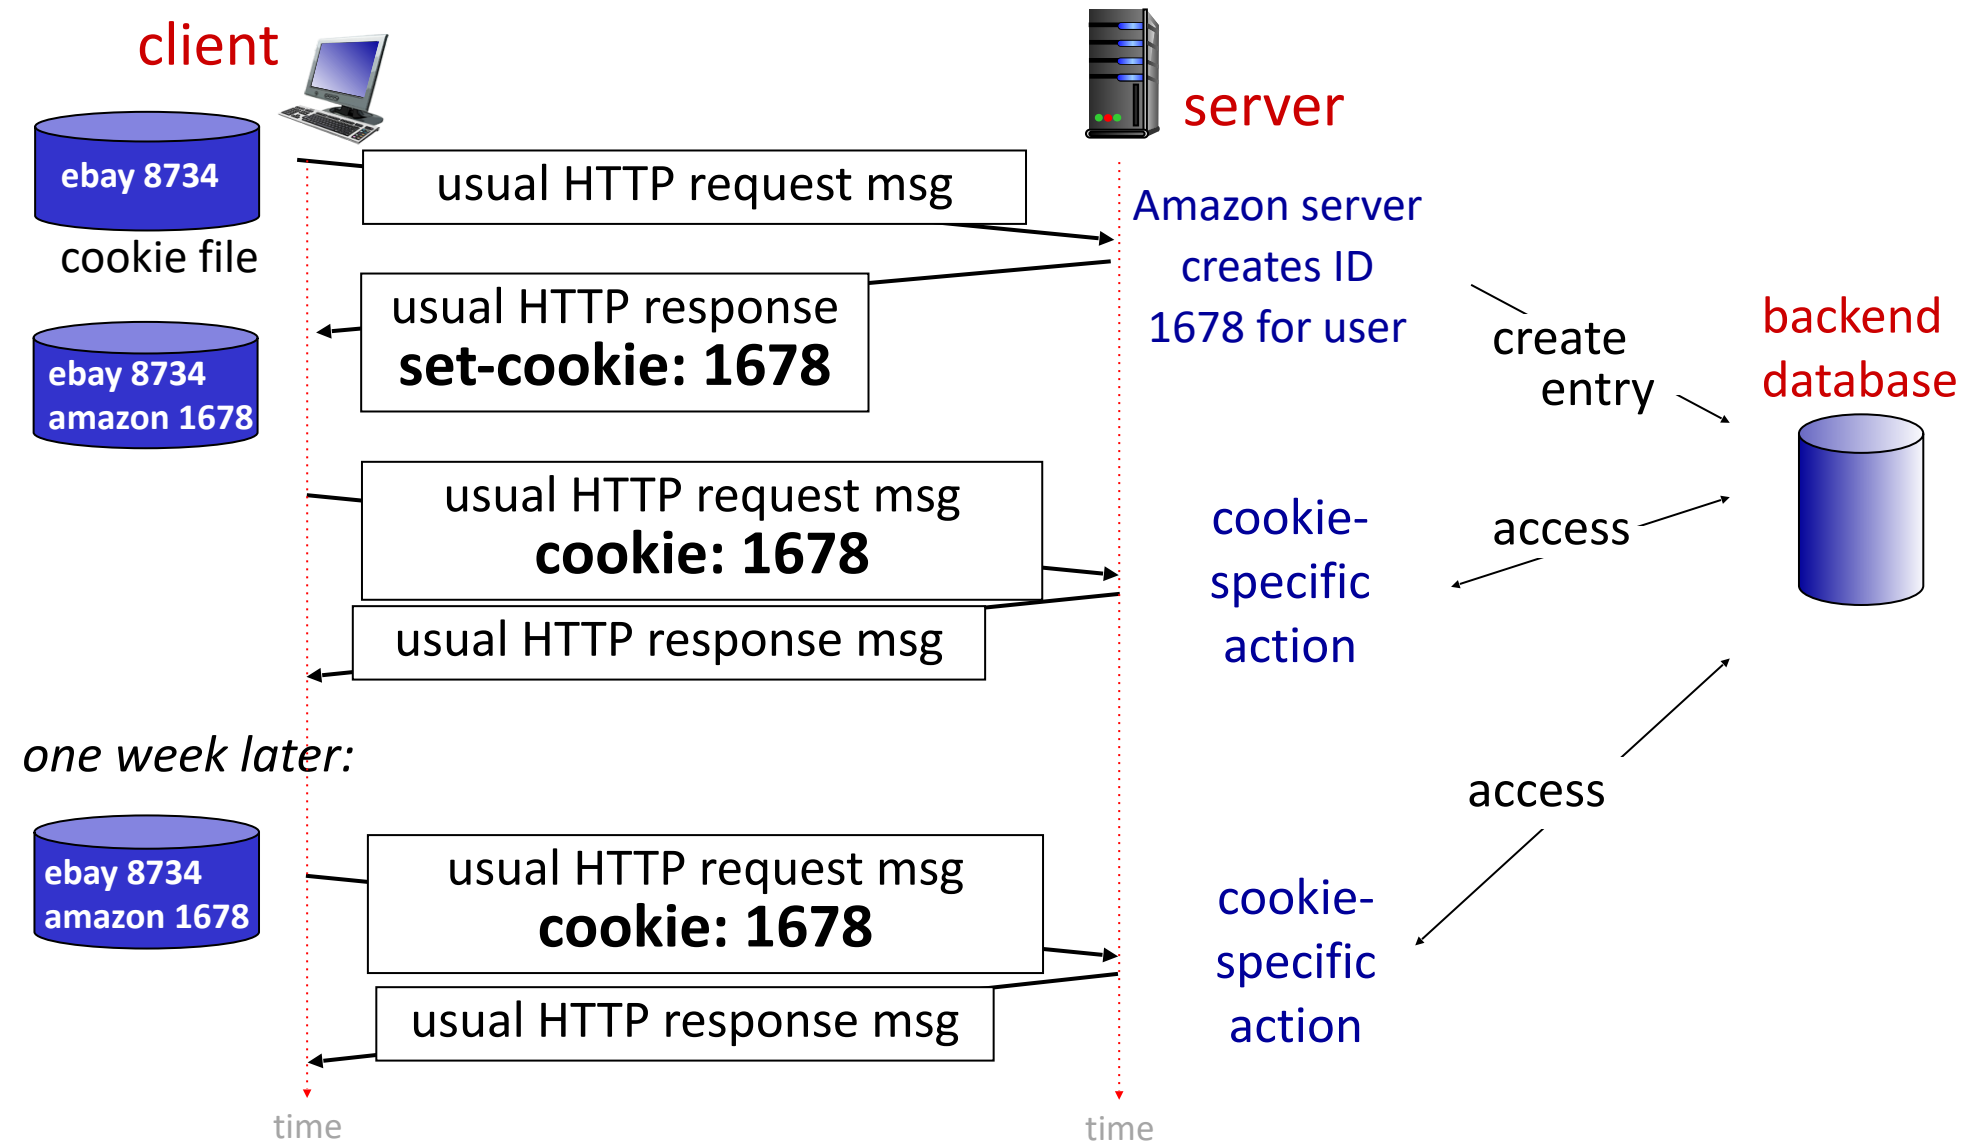 client
server
ebay 8734
cookie file
usual HTTP request msg
Amazon server
creates ID
1678 for user
usual HTTP response
set-cookie: 1678
create
entry
backend
database
ebay 8734
amazon 1678
usual HTTP request msg
cookie: 1678
cookie-
specific
action
access
usual HTTP response msg
one week later:
access
ebay 8734
amazon 1678
usual HTTP request msg
cookie: 1678
cookie-
specific
action
usual HTTP response msg
time
time